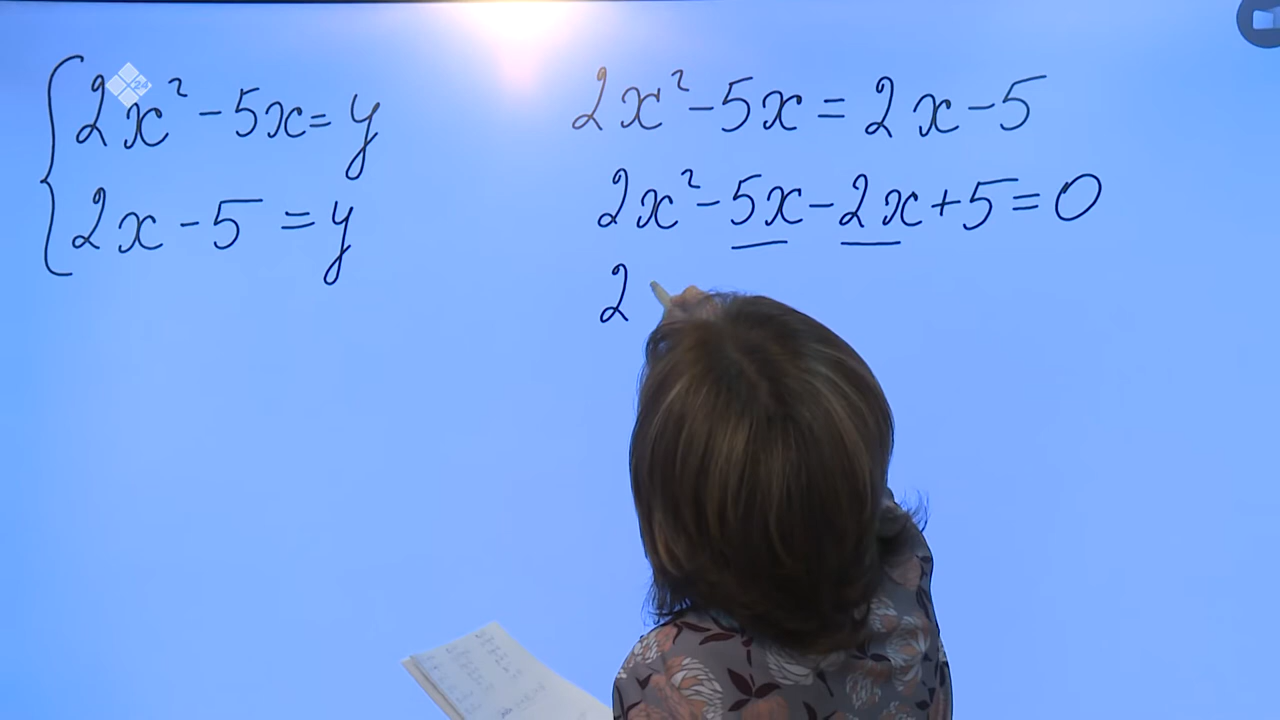 2x² - 5x = y
2x - 5 = y
2x² - 5x = 2x - 5
2x² - 5x - 2x + 5 = 0
2